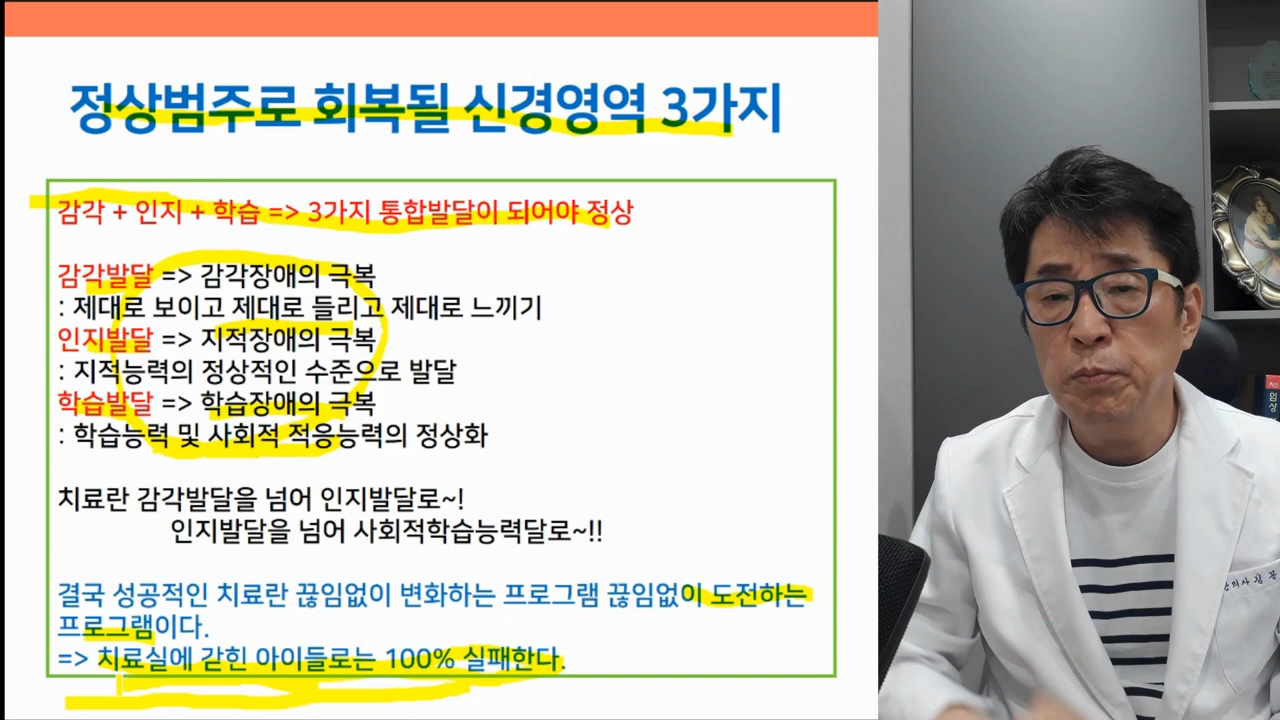 정상범주로 회복될 신경영역 3가지
감각 + 인지 + 학습 => 3가지 통합발달이 되어야 정상
감각발달 => 감각장애의 극복
: 제대로 보이고 제대로 들리고 제대로 느끼기
인지발달 => 지적장애의 극복
: 지적능력의 정상적인 수준으로 발달
학습발달 => 학습장애의 극복
: 학습능력 및 사회적 적응능력의 정상화
치료란 감각발달을 넘어 인지발달로~!
인지발달을 넘어 사회적학습능력달로~!!
결국 성공적인 치료란 끊임없이 변화하는 프로그램 끊임없이 도전하는
프로그램이다.
=> 치료실에 갇힌 아이들로는 100% 실패한다.